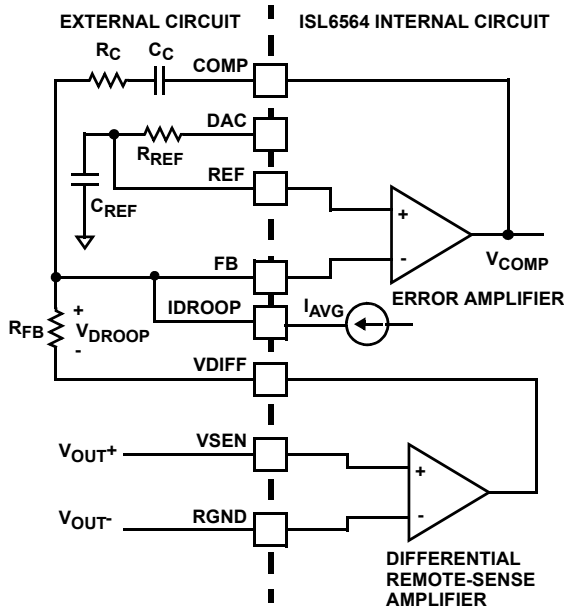 EXTERNAL CIRCUIT
ISL6564 INTERNAL CIRCUIT
RC
CC
COMP
DAC
RREF
REF
CREF
+
-
VCOMP
FB
ERROR AMPLIFIER
IDROOP
IAVG
RFB
+
VDROOP
-
VDIFF
VOUT+
VSEN
+
VOUT-
RGND
-
DIFFERENTIAL
REMOTE-SENSE
AMPLIFIER